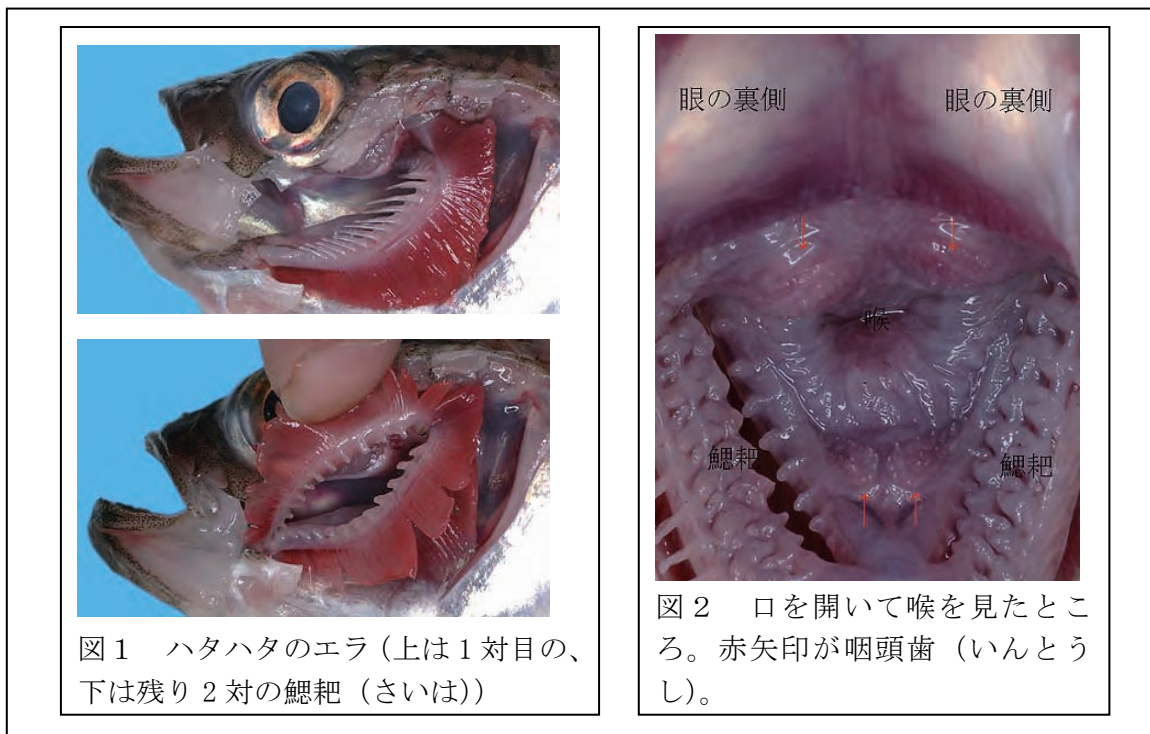 図1　ハタハタのエラ（上は1対目の、
下は残り2対の鰓耙（さいは））
眼の裏側
眼の裏側
喉
鰓耙
鰓耙
図2　口を開いて喉を見たとこ
ろ。赤矢印が咽頭歯（いんとう
し）。